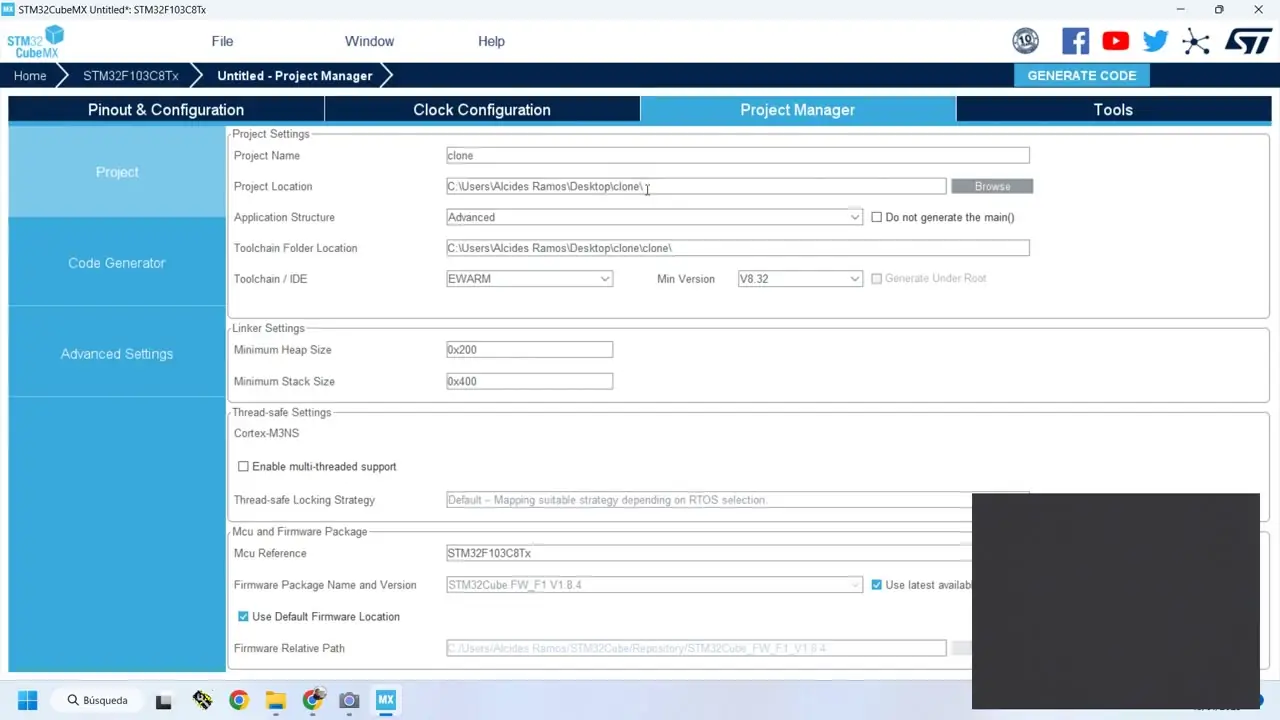 MX STM32CubeMX Untitled*: STM32F103C8Tx
STM32
CubeMX
File
Window
Help
10
ST
Home
STM32F103C8Tx
Untitled - Project Manager
GENERATE CODE
Pinout & Configuration
Clock Configuration
Project Manager
Tools
Project
Code Generator
Advanced Settings
Project Settings
Project Name
clone
Project Location
C:\Users\Alcides Ramos\Desktop\clone\
Browse
Application Structure
Advanced
Do not generate the main()
Toolchain Folder Location
C:\Users\Alcides Ramos\Desktop\clone\clone\
Toolchain / IDE
EWARM
Min Version
V8.32
Generate Under Root
Linker Settings
Minimum Heap Size
0x200
Minimum Stack Size
0x400
Thread-safe Settings
Cortex-M3NS
Enable multi-threaded support
Thread-safe Locking Strategy
Default – Mapping suitable strategy depending on RTOS selection.
Mcu and Firmware Package
Mcu Reference
STM32F103C8Tx
Firmware Package Name and Version
STM32Cube FW_F1 V1.8.4
Use latest availab
Use Default Firmware Location
Firmware Relative Path
C:/Users/Alcides Ramos/STM32Cube/Repository/STM32Cube_FW_F1_V1.8.4
Búsqueda
MX